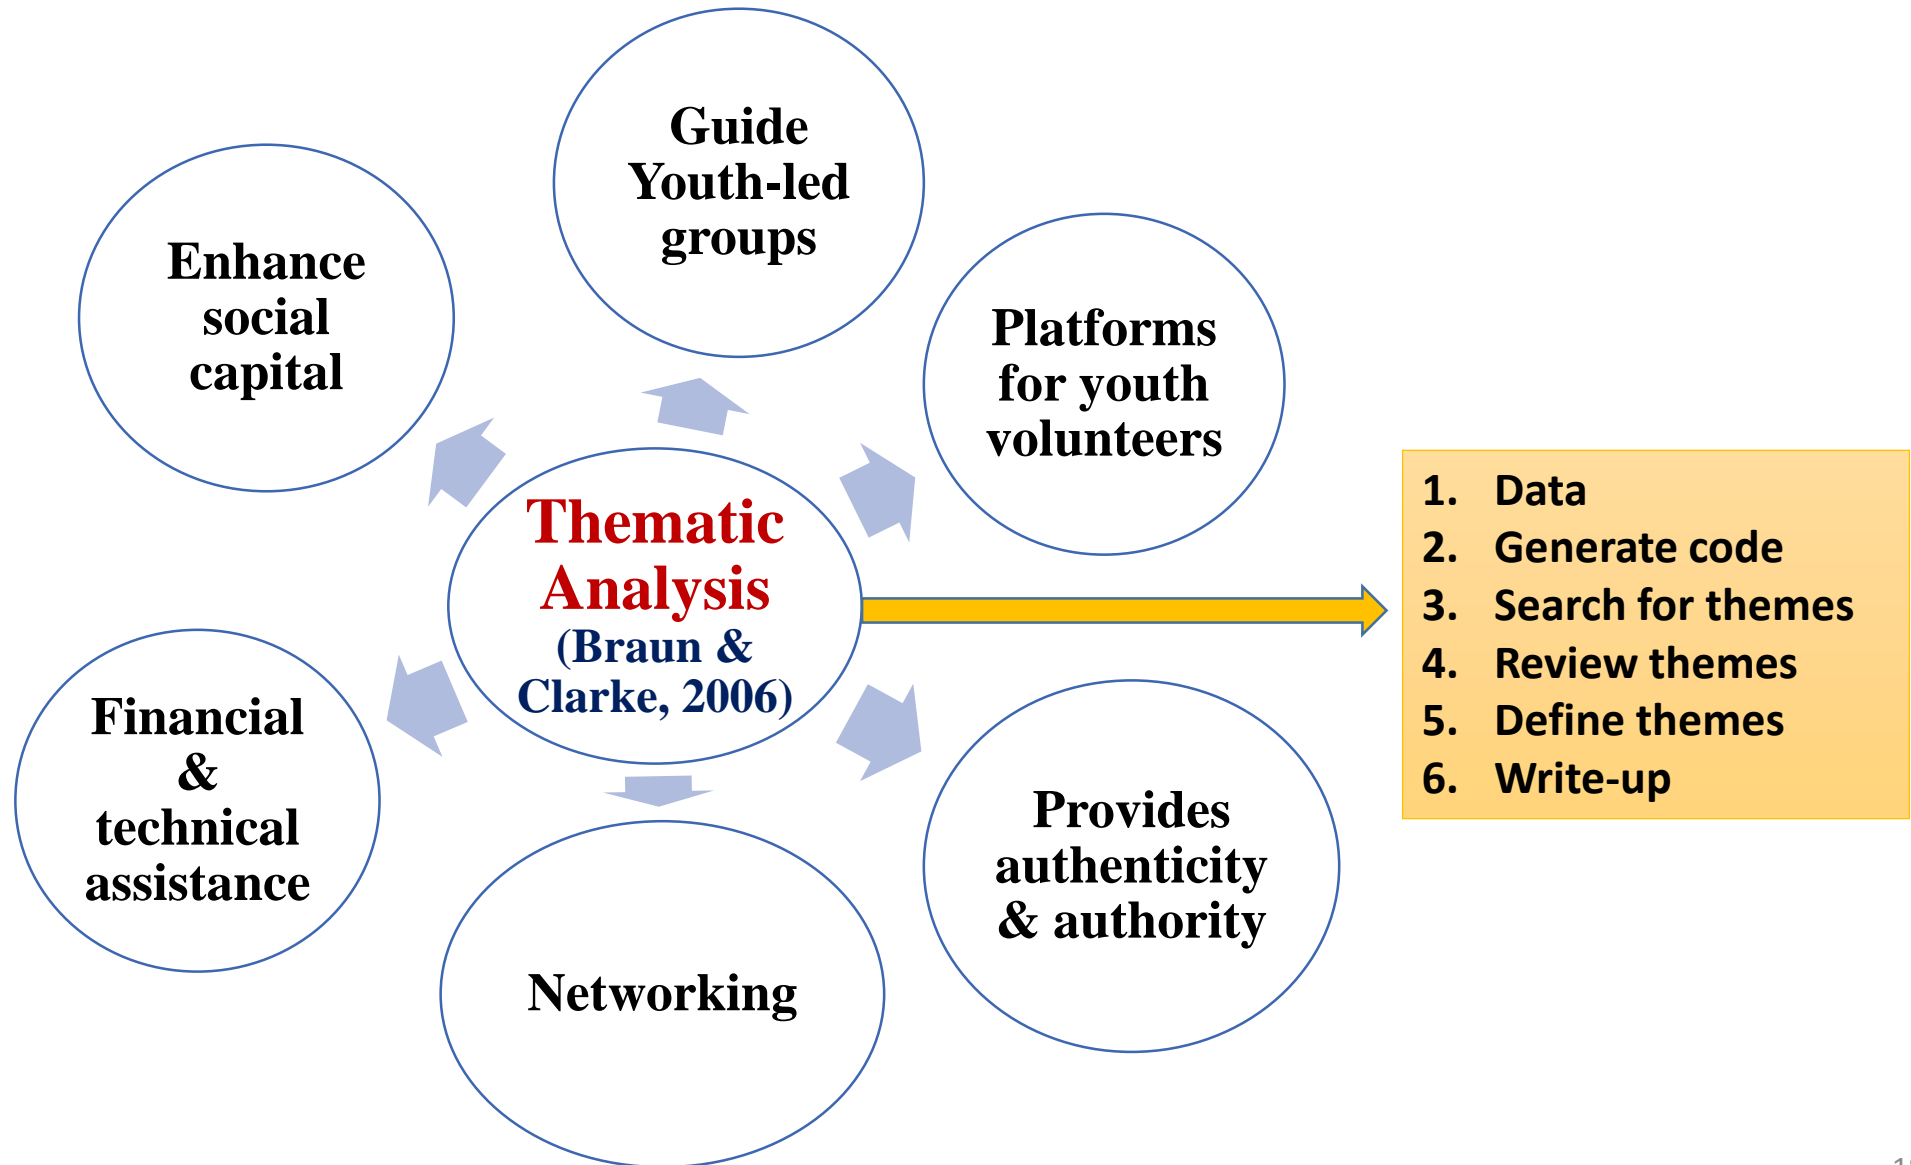 Guide
Youth-led
groups
Enhance
social
capital
Platforms
for youth
volunteers
Thematic
Analysis
(Braun &
Clarke, 2006)
1. Data
2. Generate code
3. Search for themes
4. Review themes
5. Define themes
6. Write-up
Financial
&
technical
assistance
Provides
authenticity
& authority
Networking